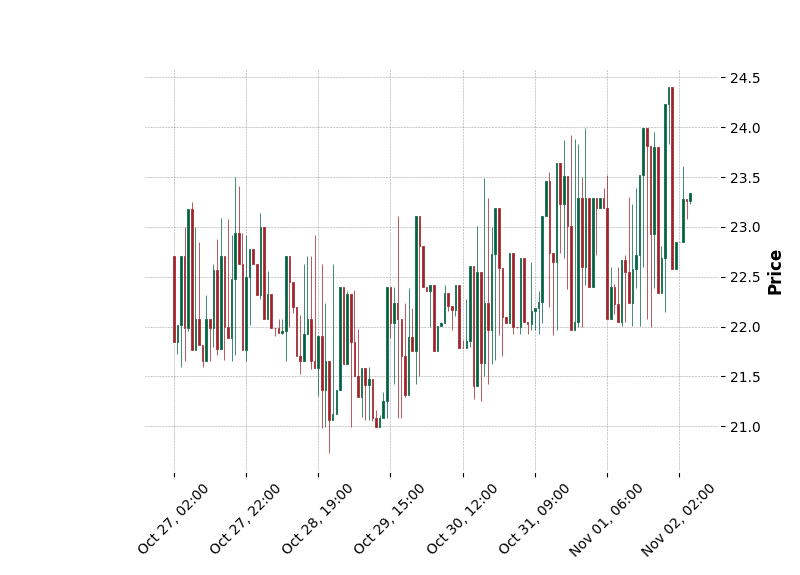 24.5
24.0
23.5
23.0
22.5
22.0
21.5
21.0
Price
Oct 27, 02:00
Oct 27, 22:00
Oct 28, 19:00
Oct 29, 15:00
Oct 30, 12:00
Oct 31, 09:00
Nov 01, 06:00
Nov 02, 02:00